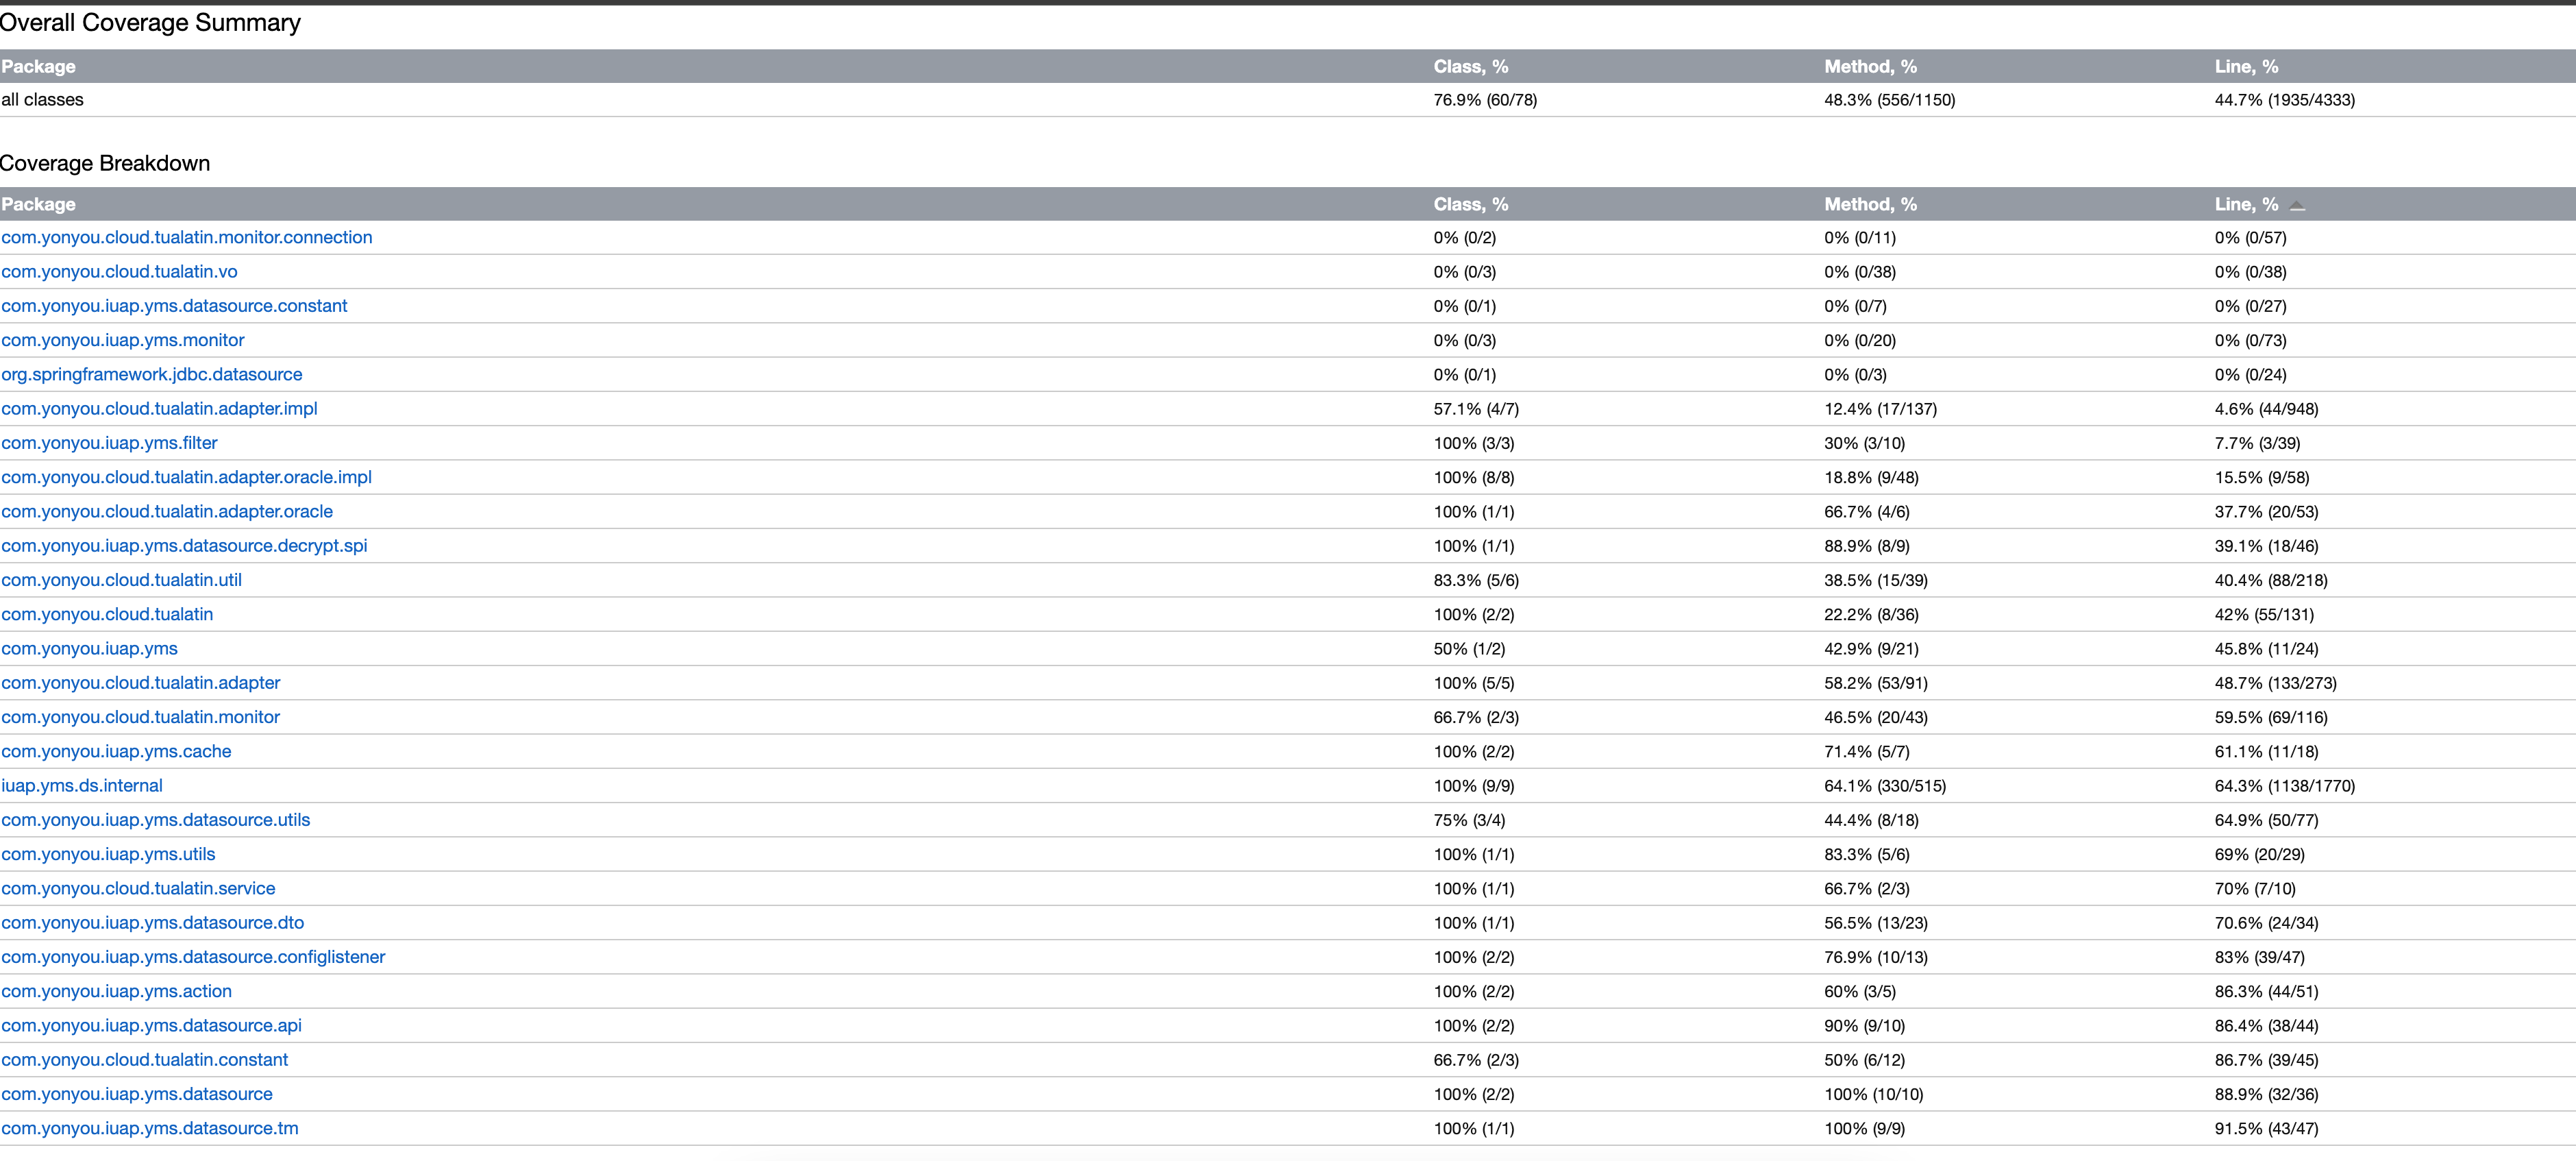 Overall Coverage Summary
Package Class, % Method, % Line, %
all classes 76.9% (60/78) 48.3% (556/1150) 44.7% (1935/4333)
Coverage Breakdown
Package Class, % Method, % Line, %
com.yonyou.cloud.tualatin.monitor.connection 0% (0/2) 0% (0/11) 0% (0/57)
com.yonyou.cloud.tualatin.vo 0% (0/3) 0% (0/38) 0% (0/38)
com.yonyou.iuap.yms.datasource.constant 0% (0/1) 0% (0/7) 0% (0/27)
com.yonyou.iuap.yms.monitor 0% (0/3) 0% (0/20) 0% (0/73)
org.springframework.jdbc.datasource 0% (0/1) 0% (0/3) 0% (0/24)
com.yonyou.cloud.tualatin.adapter.impl 57.1% (4/7) 12.4% (17/137) 4.6% (44/948)
com.yonyou.iuap.yms.filter 100% (3/3) 30% (3/10) 7.7% (3/39)
com.yonyou.cloud.tualatin.adapter.oracle.impl 100% (8/8) 18.8% (9/48) 15.5% (9/58)
com.yonyou.cloud.tualatin.adapter.oracle 100% (1/1) 66.7% (4/6) 37.7% (20/53)
com.yonyou.iuap.yms.datasource.decrypt.spi 100% (1/1) 88.9% (8/9) 39.1% (18/46)
com.yonyou.cloud.tualatin.util 83.3% (5/6) 38.5% (15/39) 40.4% (88/218)
com.yonyou.cloud.tualatin 100% (2/2) 22.2% (8/36) 42% (55/131)
com.yonyou.iuap.yms 50% (1/2) 42.9% (9/21) 45.8% (11/24)
com.yonyou.cloud.tualatin.adapter 100% (5/5) 58.2% (53/91) 48.7% (133/273)
com.yonyou.cloud.tualatin.monitor 66.7% (2/3) 46.5% (20/43) 59.5% (69/116)
com.yonyou.iuap.yms.cache 100% (2/2) 71.4% (5/7) 61.1% (11/18)
iuap.yms.ds.internal 100% (9/9) 64.1% (330/515) 64.3% (1138/1770)
com.yonyou.iuap.yms.datasource.utils 75% (3/4) 44.4% (8/18) 64.9% (50/77)
com.yonyou.iuap.yms.utils 100% (1/1) 83.3% (5/6) 69% (20/29)
com.yonyou.cloud.tualatin.service 100% (1/1) 66.7% (2/3) 70% (7/10)
com.yonyou.iuap.yms.datasource.dto 100% (1/1) 56.5% (13/23) 70.6% (24/34)
com.yonyou.iuap.yms.datasource.configlistener 100% (2/2) 76.9% (10/13) 83% (39/47)
com.yonyou.iuap.yms.action 100% (2/2) 60% (3/5) 86.3% (44/51)
com.yonyou.iuap.yms.datasource.api 100% (2/2) 90% (9/10) 86.4% (38/44)
com.yonyou.cloud.tualatin.constant 66.7% (2/3) 50% (6/12) 86.7% (39/45)
com.yonyou.iuap.yms.datasource 100% (2/2) 100% (10/10) 88.9% (32/36)
com.yonyou.iuap.yms.datasource.tm 100% (1/1) 100% (9/9) 91.5% (43/47)